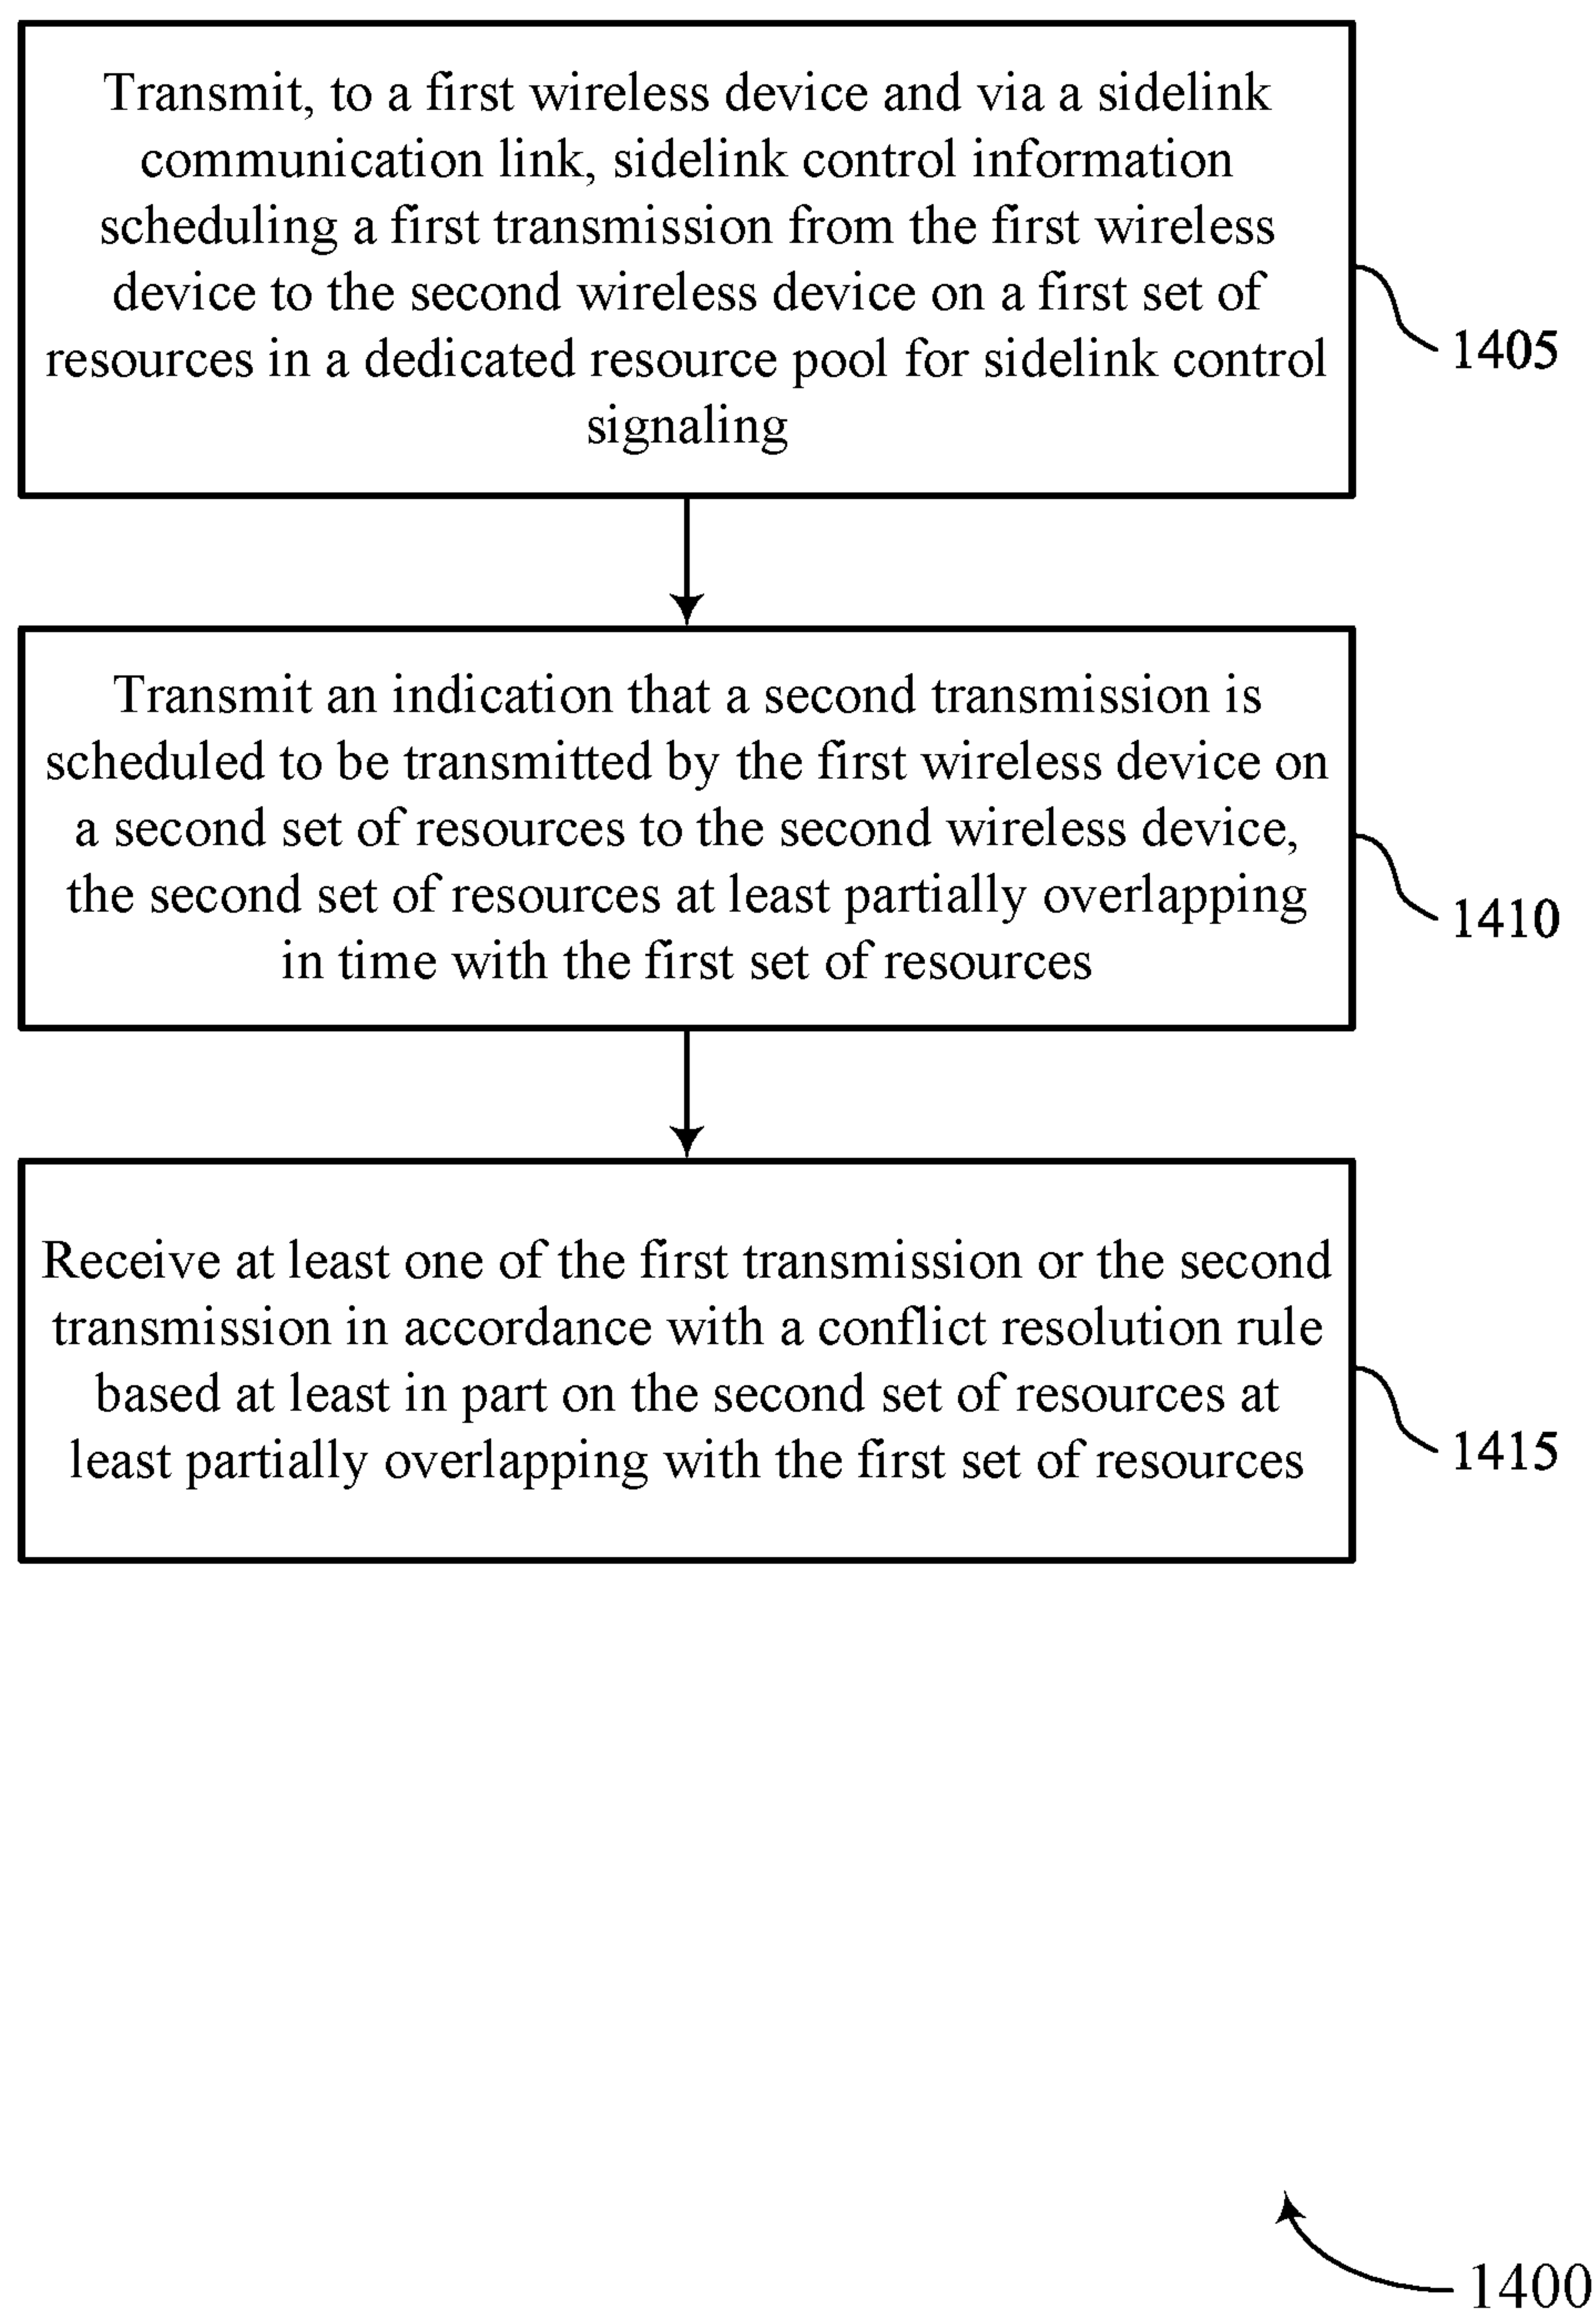 Transmit, to a first wireless device and via a sidelink
communication link, sidelink control information
scheduling a first transmission from the first wireless
device to the second wireless device on a first set of
resources in a dedicated resource pool for sidelink control
signaling
1405
Transmit an indication that a second transmission is
scheduled to be transmitted by the first wireless device on
a second set of resources to the second wireless device,
the second set of resources at least partially overlapping
in time with the first set of resources
1410
Receive at least one of the first transmission or the second
transmission in accordance with a conflict resolution rule
based at least in part on the second set of resources at
least partially overlapping with the first set of resources
1415
1400